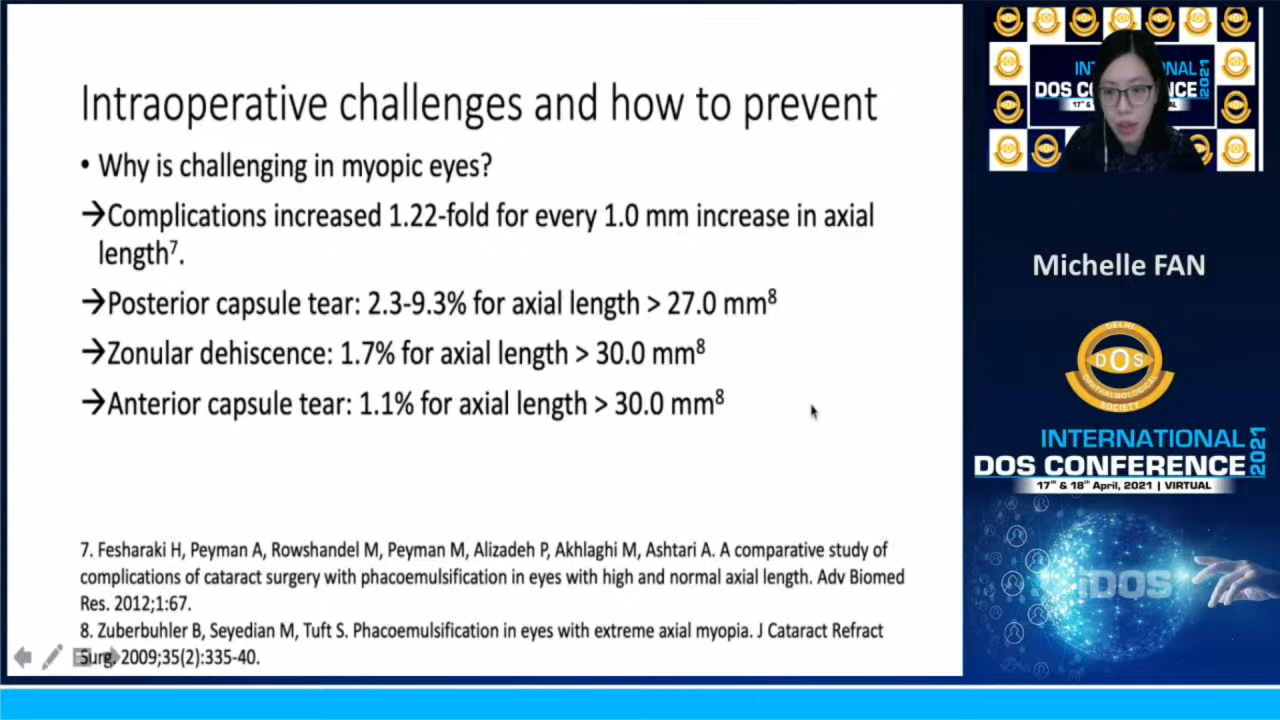 Intraoperative challenges and how to prevent
• Why is challenging in myopic eyes?
→Complications increased 1.22-fold for every 1.0 mm increase in axial
length⁷.
→Posterior capsule tear: 2.3-9.3% for axial length > 27.0 mm⁸
→Zonular dehiscence: 1.7% for axial length > 30.0 mm⁸
→Anterior capsule tear: 1.1% for axial length > 30.0 mm⁸
7. Fesharaki H, Peyman A, Rowshandel M, Peyman M, Alizadeh P, Akhlaghi M, Ashtari A. A comparative study of
complications of cataract surgery with phacoemulsification in eyes with high and normal axial length. Adv Biomed
Res. 2012;1:67.
8. Zuberbuhler B, Seyedian M, Tuft S. Phacoemulsification in eyes with extreme axial myopia. J Cataract Refract
Surg. 2009;35(2):335-40.
Michelle FAN
DELHI
DOS
OPHTHALMOLOGICAL
SOCIETY
INTERNATIONAL
DOS CONFERENCE
2021
17th & 18th April, 2021 | VIRTUAL
iDOS